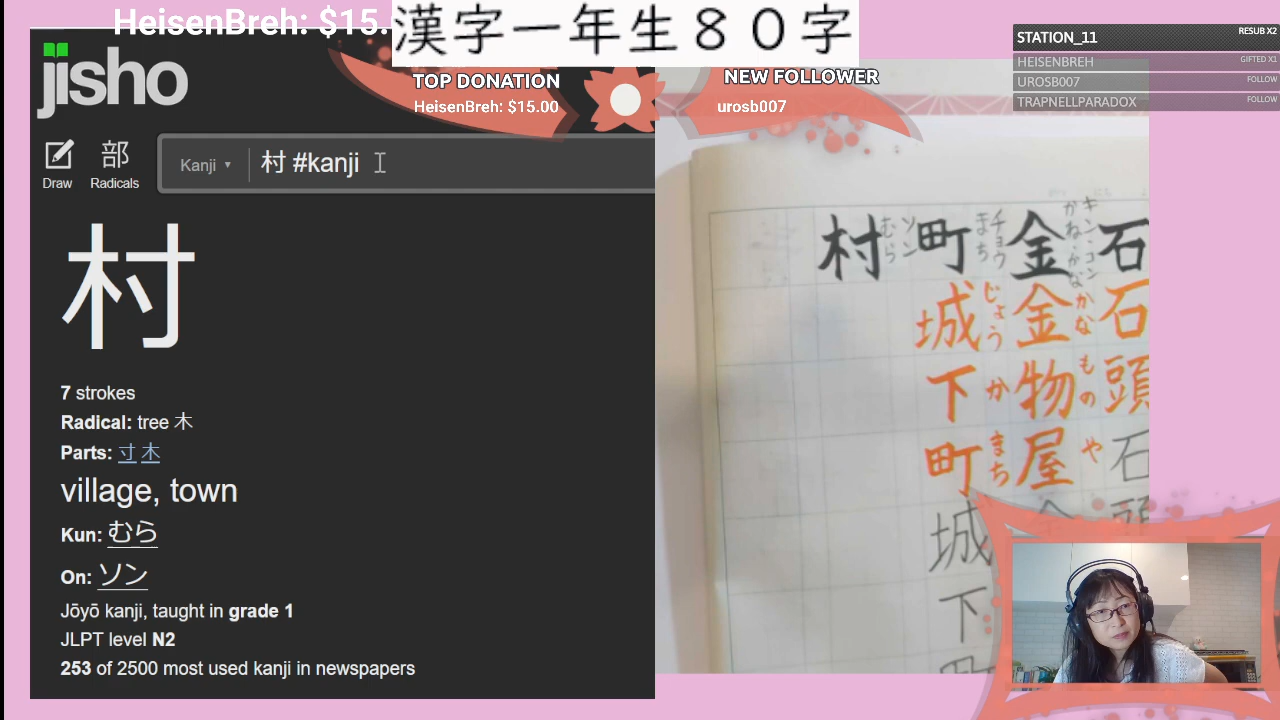 HeisenBreh: $15.
漢字一年生８０字
STATION_11
RESUB X2
HEISENBREH
GIFTED X1
UROSB007
FOLLOW
TRAPNELLPARADOX
FOLLOW
TOP DONATION
HeisenBreh: $15.00
NEW FOLLOWER
urosb007
jisho
Draw
部
Radicals
Kanji ▾
村 #kanji
村
7 strokes
Radical: tree 木
Parts: 寸 木
village, town
Kun: むら
On: ソン
Jōyō kanji, taught in grade 1
JLPT level N2
253 of 2500 most used kanji in newspapers
石
石頭
石
頭
金
キン・コン
かね・かな
金物屋
かなものや
金
町
チョウ
まち
城下町
じょうかまち
城下町
村
ソン
むら